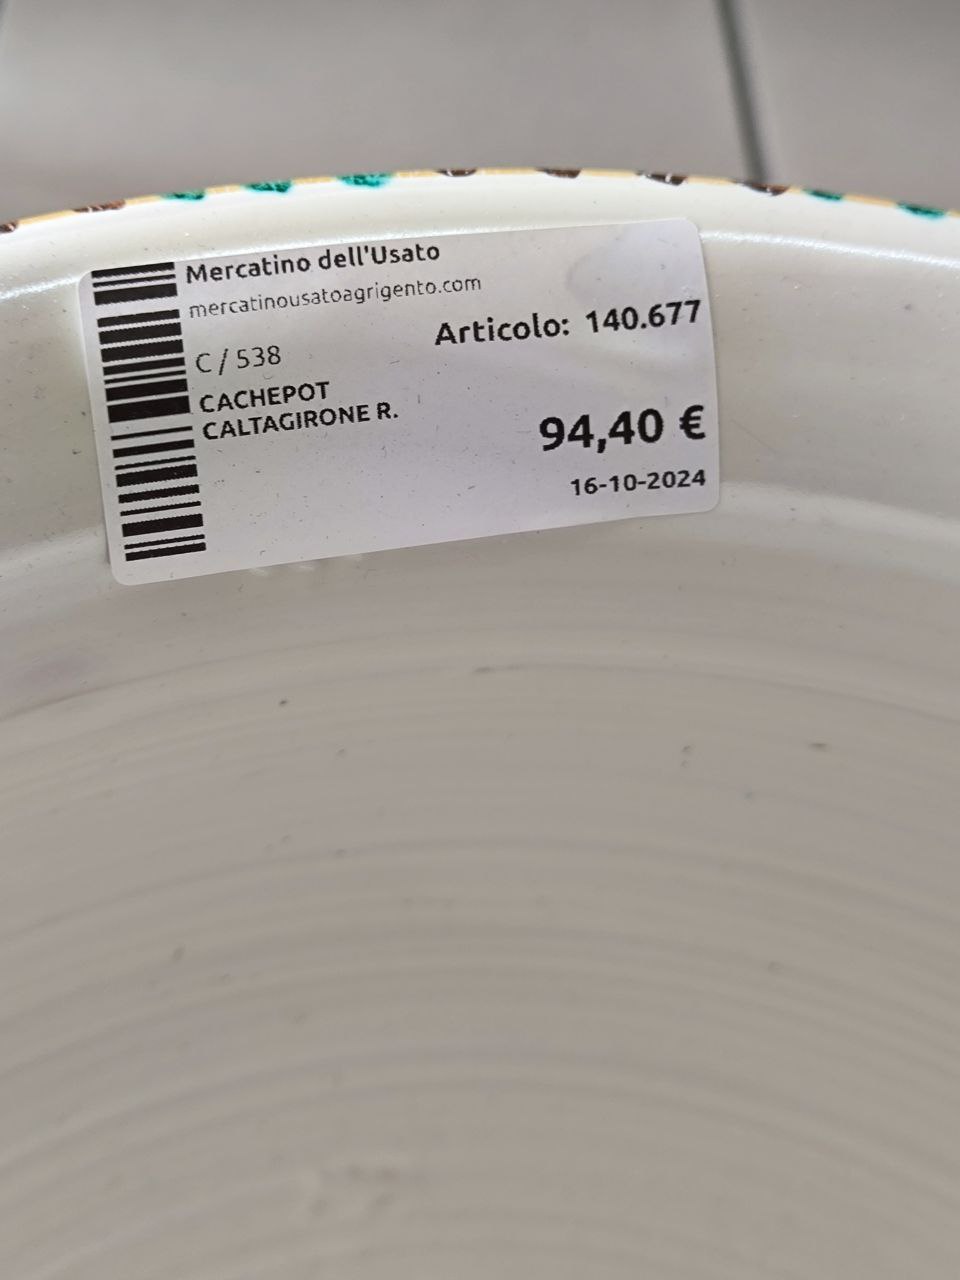 Mercatino dell'Usato
mercatinousatoagrigento.com
Articolo: 140.677
C / 538
CACHEPOT
CALTAGIRONE R.
94,40 €
16-10-2024